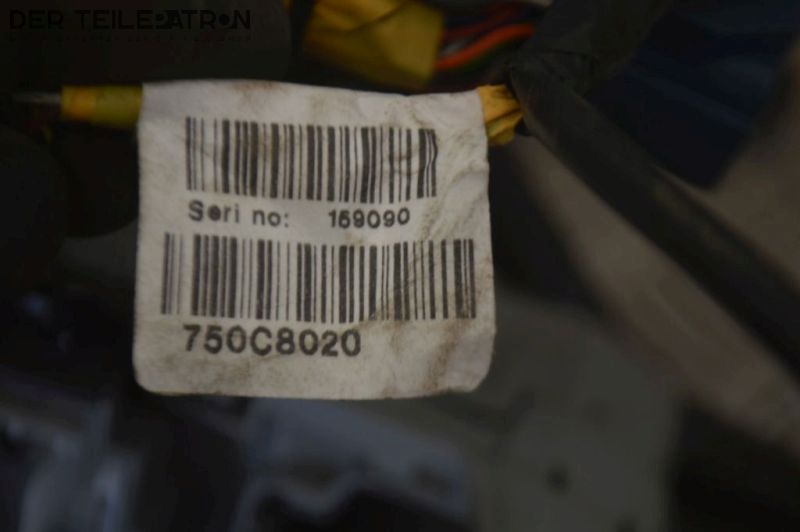 DER TEILEPATRON
Seri no: 159090
750C8020